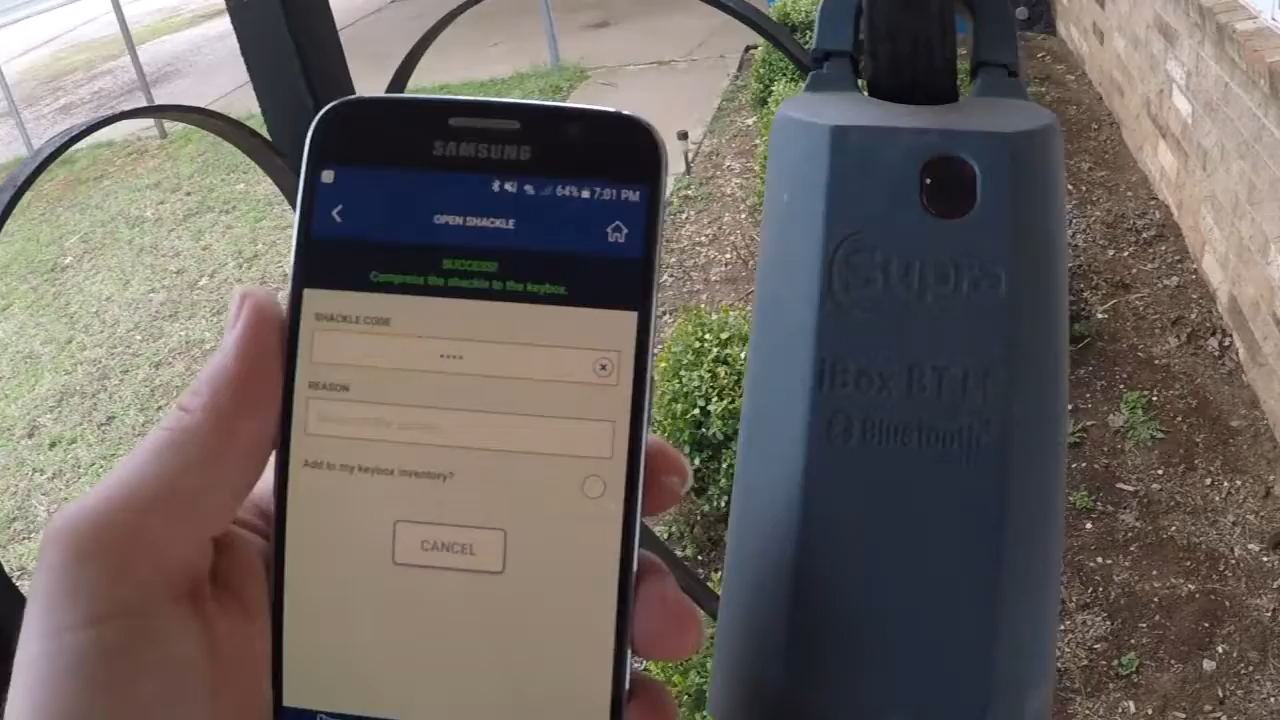 SAMSUNG
64% 7:01 PM
OPEN SHACKLE
SUCCESS!
Compress the shackle to the keybox.
SHACKLE CODE
••••
REASON
Add to my keybox inventory?
CANCEL
Supra
iBox BT LE
Bluetooth